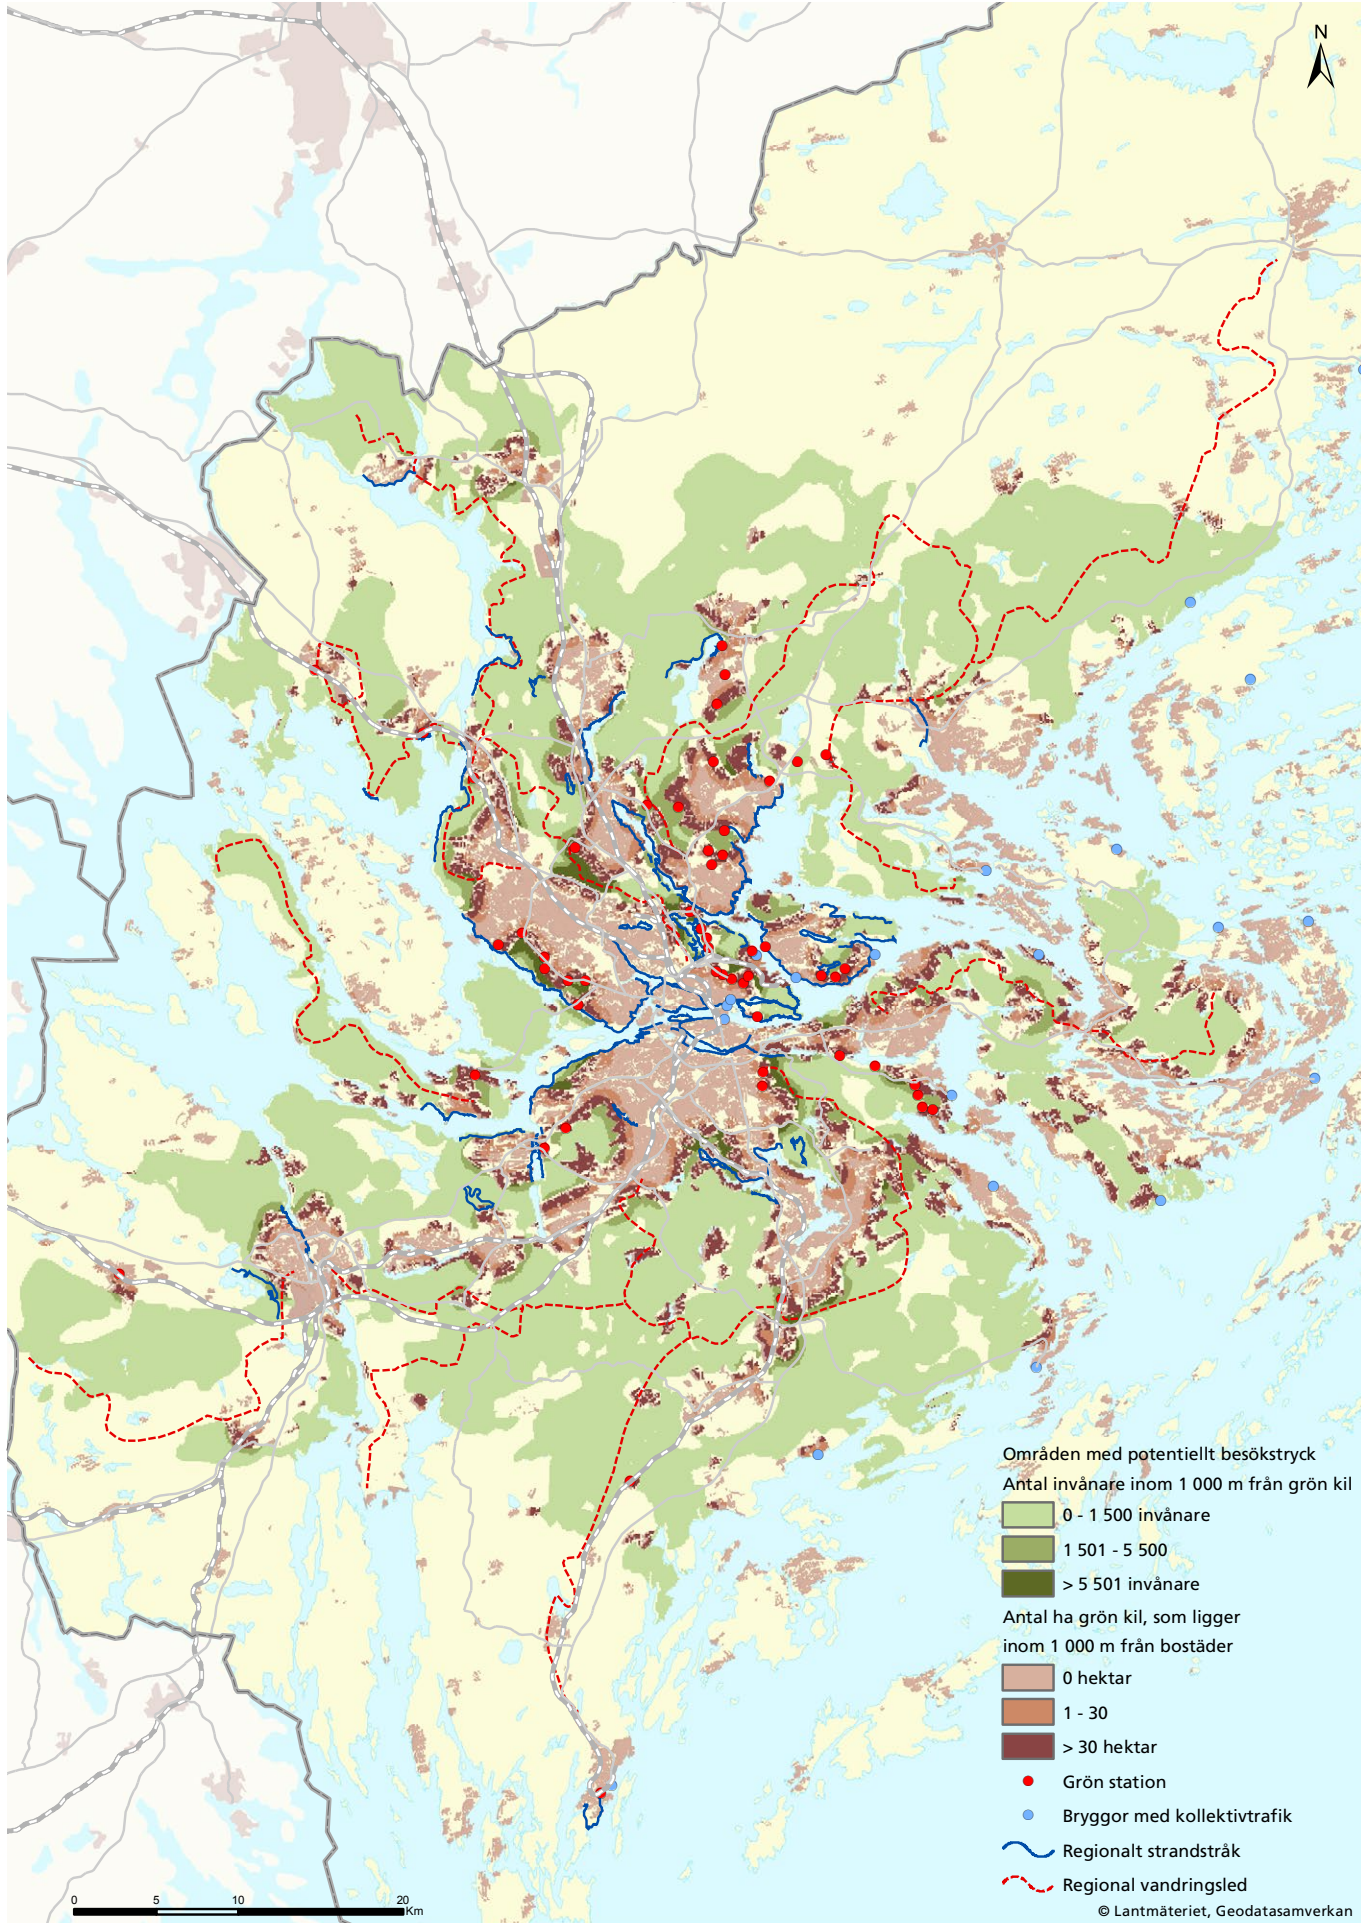 N
Områden med potentiellt besökstryck
Antal invånare inom 1 000 m från grön kil
0 - 1 500 invånare
1 501 - 5 500
> 5 501 invånare
Antal ha grön kil, som ligger
inom 1 000 m från bostäder
0 hektar
1 - 30
> 30 hektar
Grön station
Bryggor med kollektivtrafik
Regionalt strandstråk
Regional vandringsled
0 5 10 20
Km
© Lantmäteriet, Geodatasamverkan